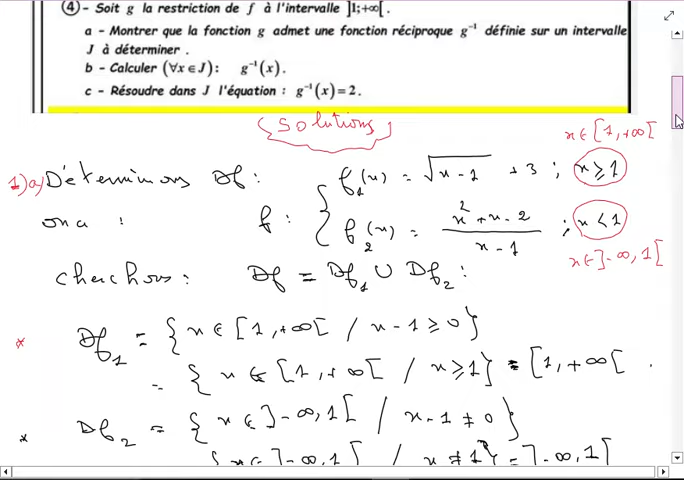 ④ - Soit g la restriction de f à l'intervalle ]1;+∞[ .
a - Montrer que la fonction g admet une fonction réciproque g⁻¹ définie sur un intervalle
J à déterminer .
b - Calculer (∀x∈J) : g⁻¹(x) .
c - Résoudre dans J l'équation : g⁻¹(x)=2 .
Solutions
x∈[1,+∞[
1)a) Déterminons Df : f₁(x) = √(x-1) + 3 ; x ≥ 1
on a : f : { f₂(x) = (x²+x-2)/(x-1) ; x < 1
x∈]-∞,1[
cherchons : Df = Df₁ ∪ Df₂ :
* Df₁ = {x∈[1,+∞[ / x-1 ≥ 0}
= {x∈[1,+∞[ / x ≥ 1} = [1,+∞[ .
* Df₂ = {x∈]-∞,1[ / x-1 ≠ 0}
{x∈]-∞,1[ / x ≠ 1} = ]-∞,1[